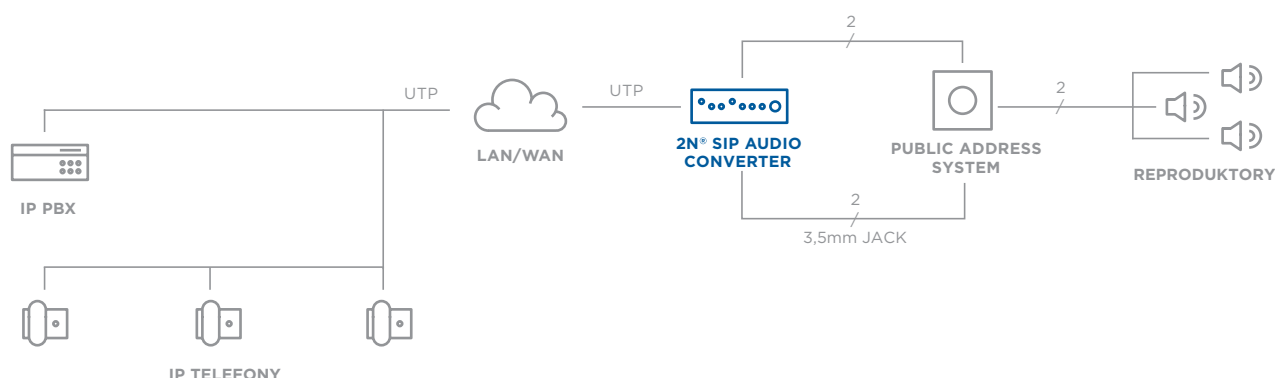 2
UTP
UTP
2
LAN/WAN
2N® SIP AUDIO
CONVERTER
PUBLIC ADDRESS
SYSTEM
REPRODUKTORY
IP PBX
2
3,5mm JACK
IP TELEFONY